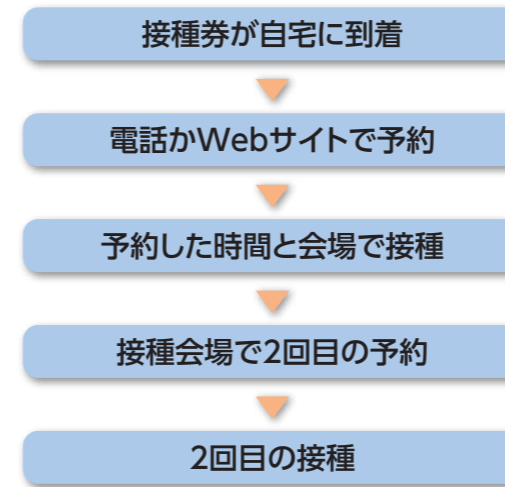 接種券が自宅に到着
電話かWebサイトで予約
予約した時間と会場で接種
接種会場で2回目の予約
2回目の接種